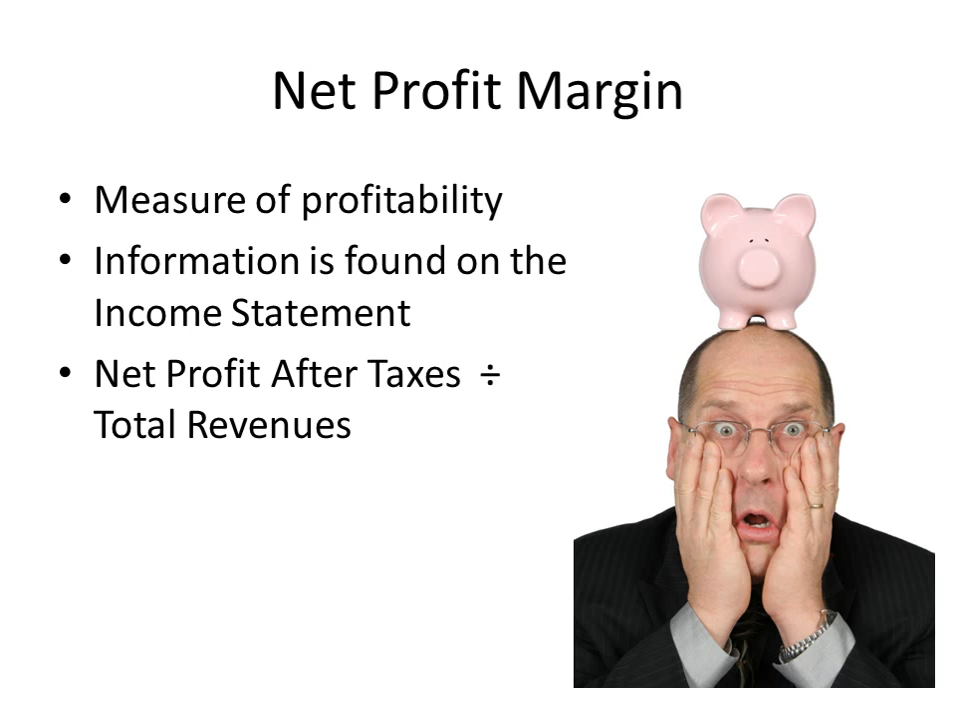 Net Profit Margin
• Measure of profitability
• Information is found on the
Income Statement
• Net Profit After Taxes ÷
Total Revenues